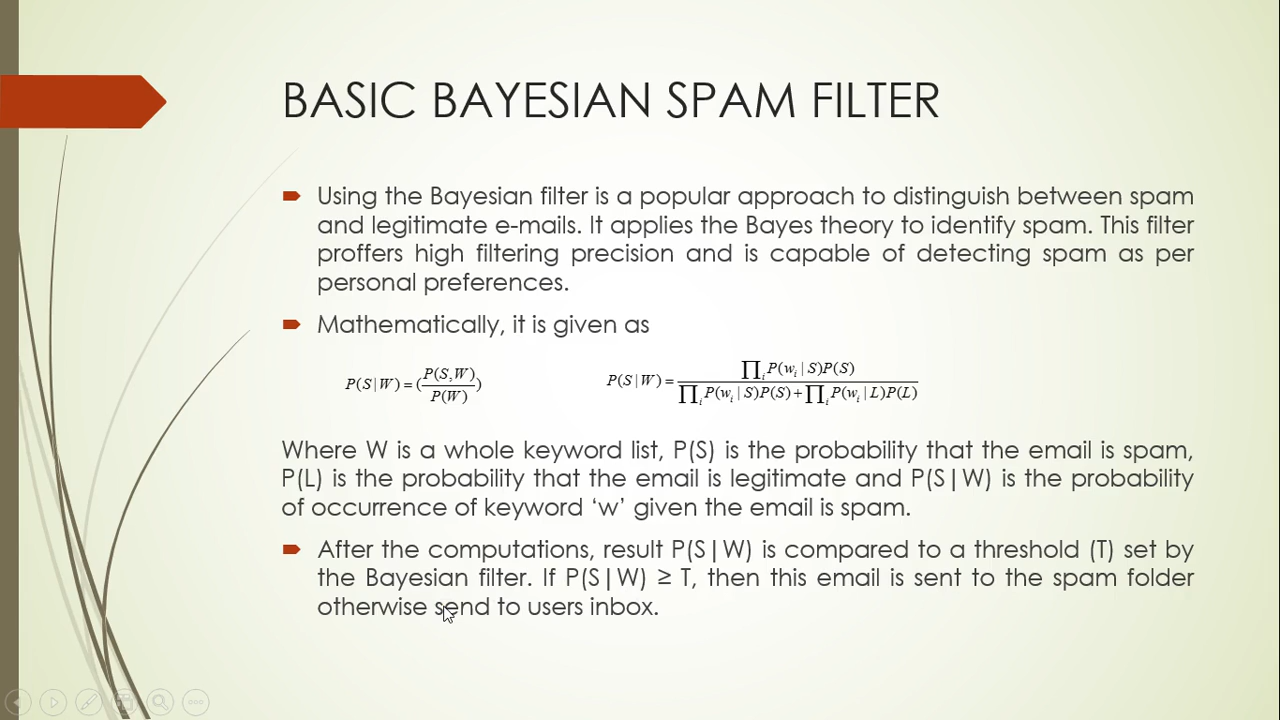 BASIC BAYESIAN SPAM FILTER
Using the Bayesian filter is a popular approach to distinguish between spam
and legitimate e-mails. It applies the Bayes theory to identify spam. This filter
proffers high filtering precision and is capable of detecting spam as per
personal preferences.
Mathematically, it is given as
P(S|W) = (P(S,W) / P(W))
P(S|W) = ∏i P(wi|S)P(S) / ∏i P(wi|S)P(S) + ∏i P(wi|L)P(L)
Where W is a whole keyword list, P(S) is the probability that the email is spam,
P(L) is the probability that the email is legitimate and P(S|W) is the probability
of occurrence of keyword ‘w’ given the email is spam.
After the computations, result P(S|W) is compared to a threshold (T) set by
the Bayesian filter. If P(S|W) ≥ T, then this email is sent to the spam folder
otherwise send to users inbox.